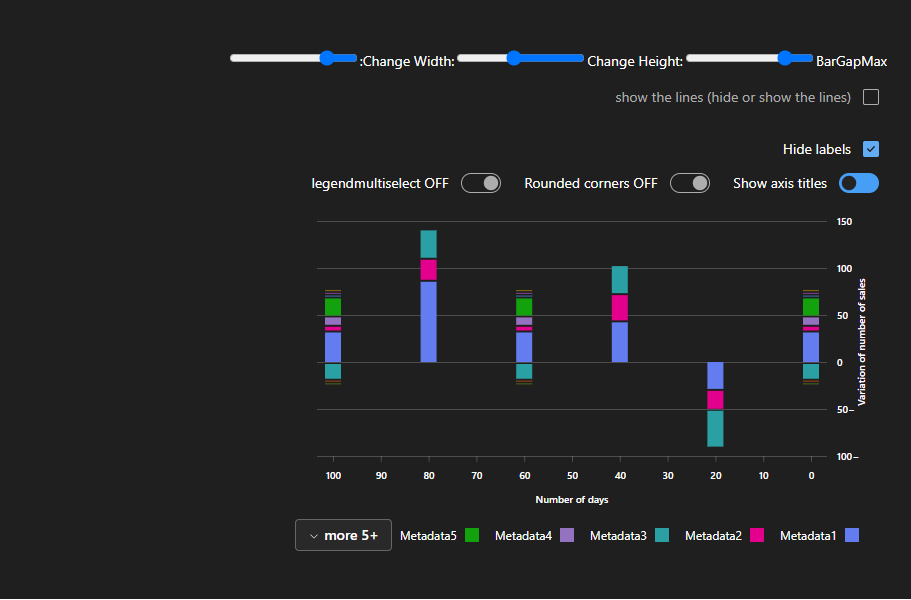 :Change Width: Change Height: BarGapMax
show the lines (hide or show the lines)
Hide labels
legendmultiselect OFF Rounded corners OFF Show axis titles
150
100
50
0
50−
100−
Variation of number of sales
100 90 80 70 60 50 40 30 20 10 0
Number of days
more 5+ Metadata5 Metadata4 Metadata3 Metadata2 Metadata1